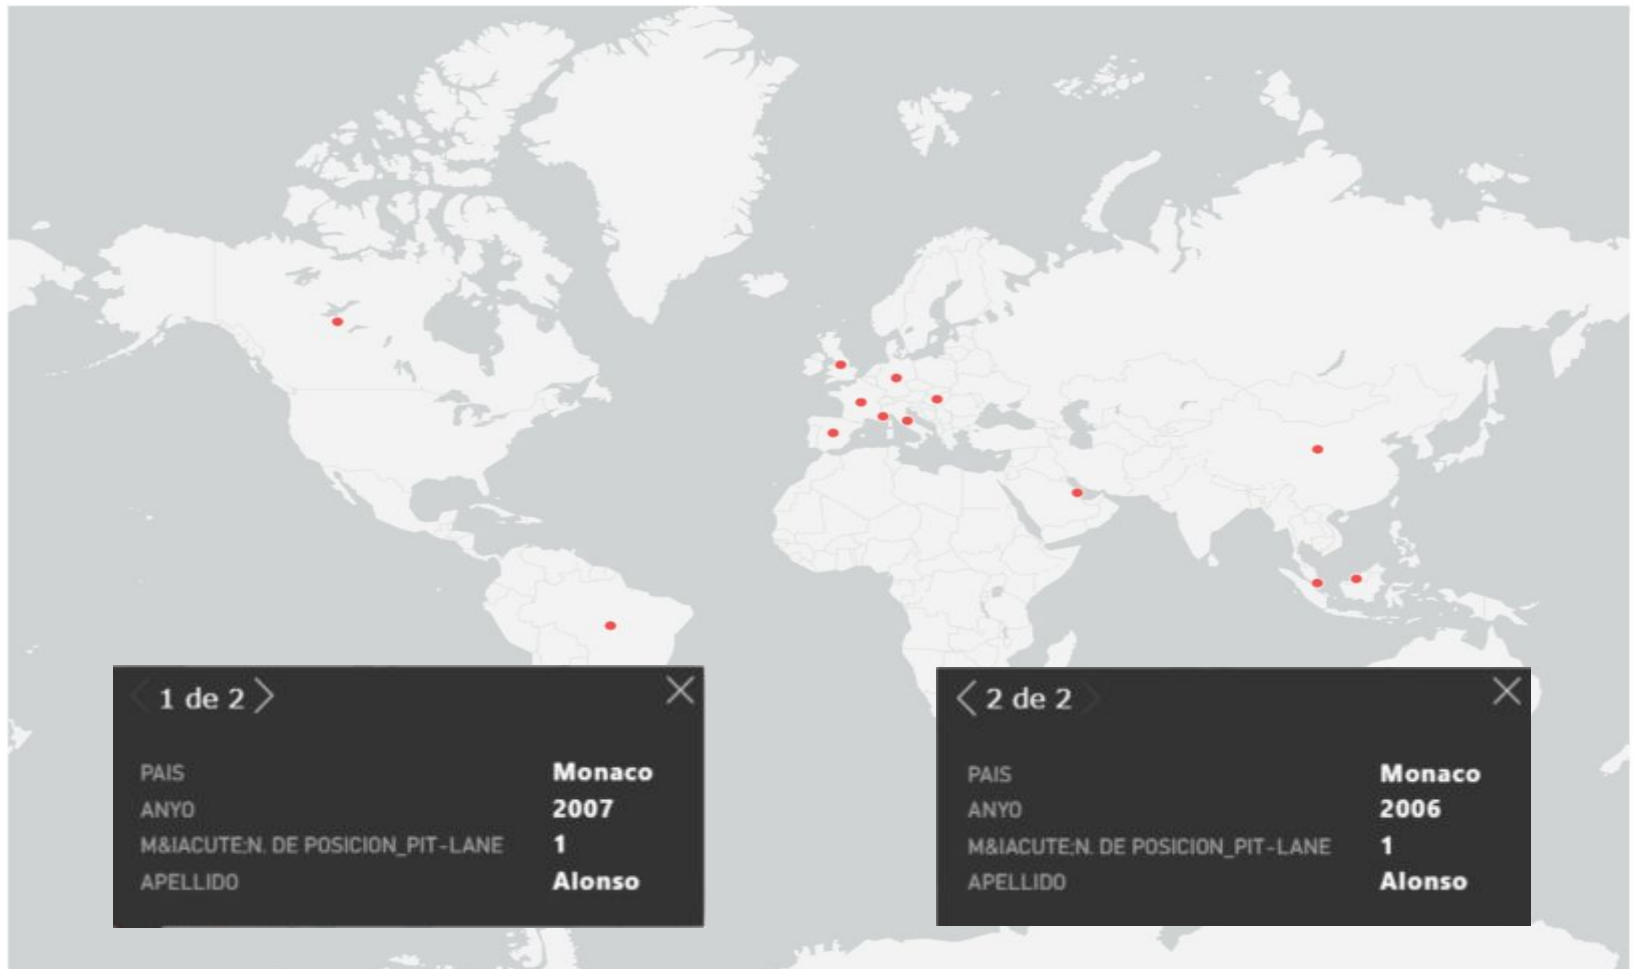 1 de 2
PAIS Monaco
ANYO 2007
M&IACUTE;N. DE POSICION_PIT-LANE 1
APELLIDO Alonso
2 de 2
PAIS Monaco
ANYO 2006
M&IACUTE;N. DE POSICION_PIT-LANE 1
APELLIDO Alonso